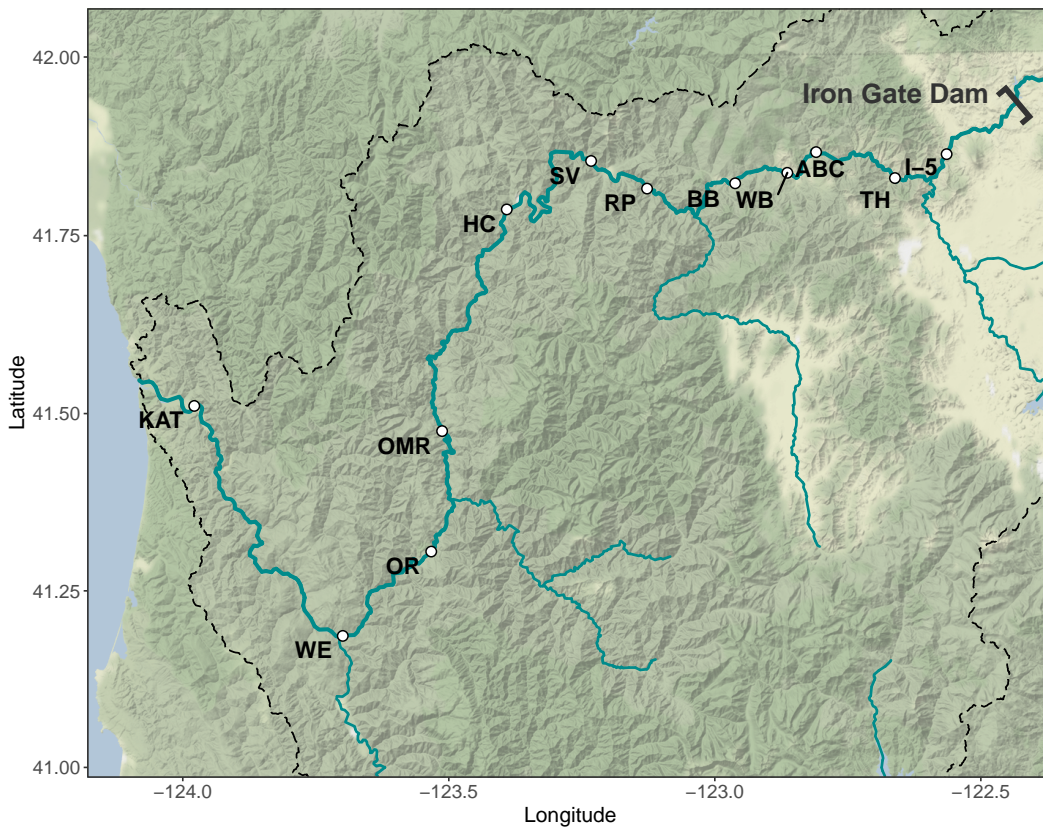 42.00
41.75
41.50
41.25
41.00
Latitude
Iron Gate Dam
I–5
ABC
TH
WB
BB
RP
SV
HC
KAT
OMR
OR
WE
−124.0
−123.5
−123.0
−122.5
Longitude